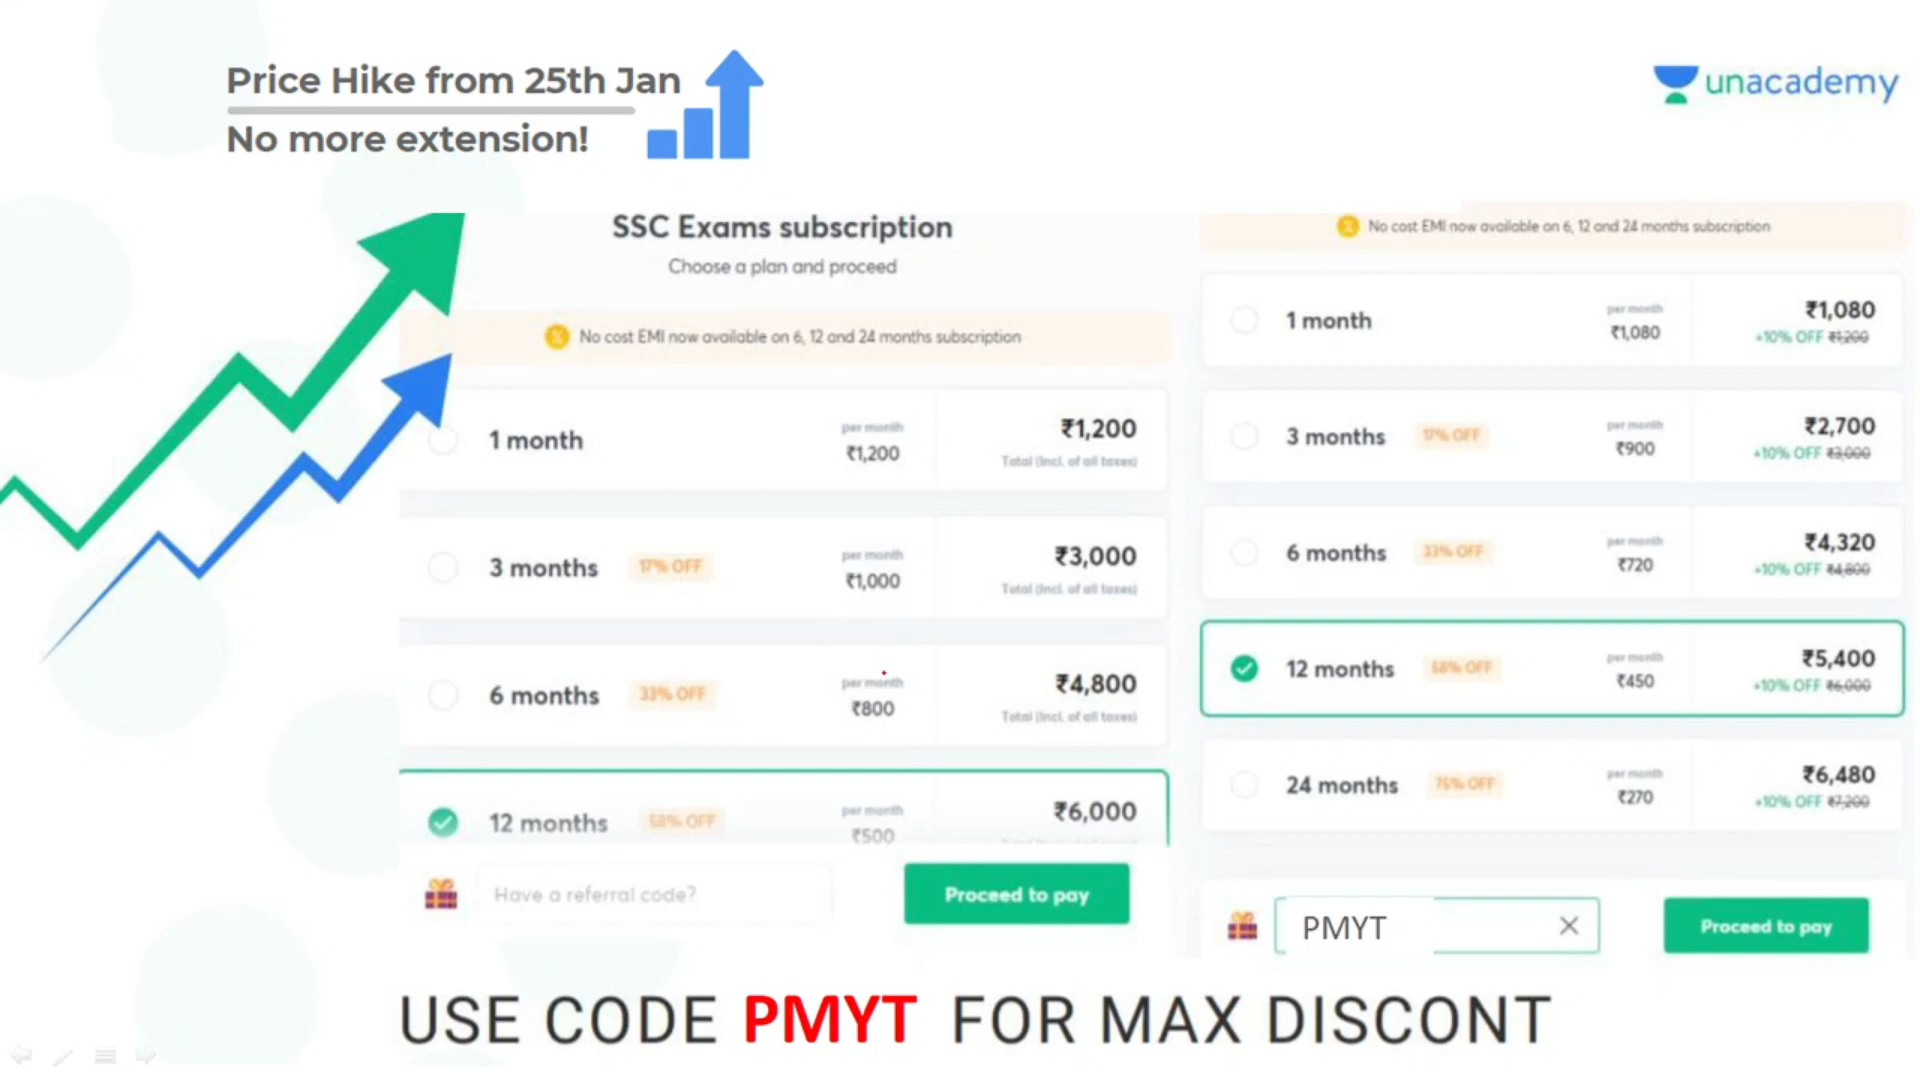 Price Hike from 25th Jan
No more extension!
unacademy
SSC Exams subscription
Choose a plan and proceed
No cost EMI now available on 6, 12 and 24 months subscription
1 month
per month
₹1,200
₹1,200
Total (Incl. of all taxes)
3 months
17% OFF
per month
₹1,000
₹3,000
Total (Incl. of all taxes)
6 months
33% OFF
per month
₹800
₹4,800
Total (Incl. of all taxes)
12 months
58% OFF
per month
₹500
₹6,000
Have a referral code?
Proceed to pay
No cost EMI now available on 6, 12 and 24 months subscription
1 month
per month
₹1,080
₹1,080
+10% OFF ₹1,200
3 months
17% OFF
per month
₹900
₹2,700
+10% OFF ₹3,000
6 months
33% OFF
per month
₹720
₹4,320
+10% OFF ₹4,800
12 months
58% OFF
per month
₹450
₹5,400
+10% OFF ₹6,000
24 months
75% OFF
per month
₹270
₹6,480
+10% OFF ₹7,200
PMYT
Proceed to pay
USE CODE PMYT FOR MAX DISCONT